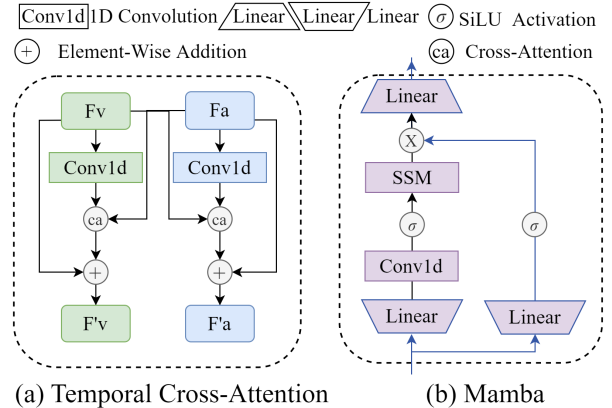 Conv1d 1D Convolution Linear Linear Linear σ SiLU Activation
+ Element-Wise Addition ca Cross-Attention
Fv Fa
Conv1d Conv1d
ca ca
+ +
F'v F'a
(a) Temporal Cross-Attention
Linear
X
SSM
σ σ
Conv1d
Linear Linear
(b) Mamba